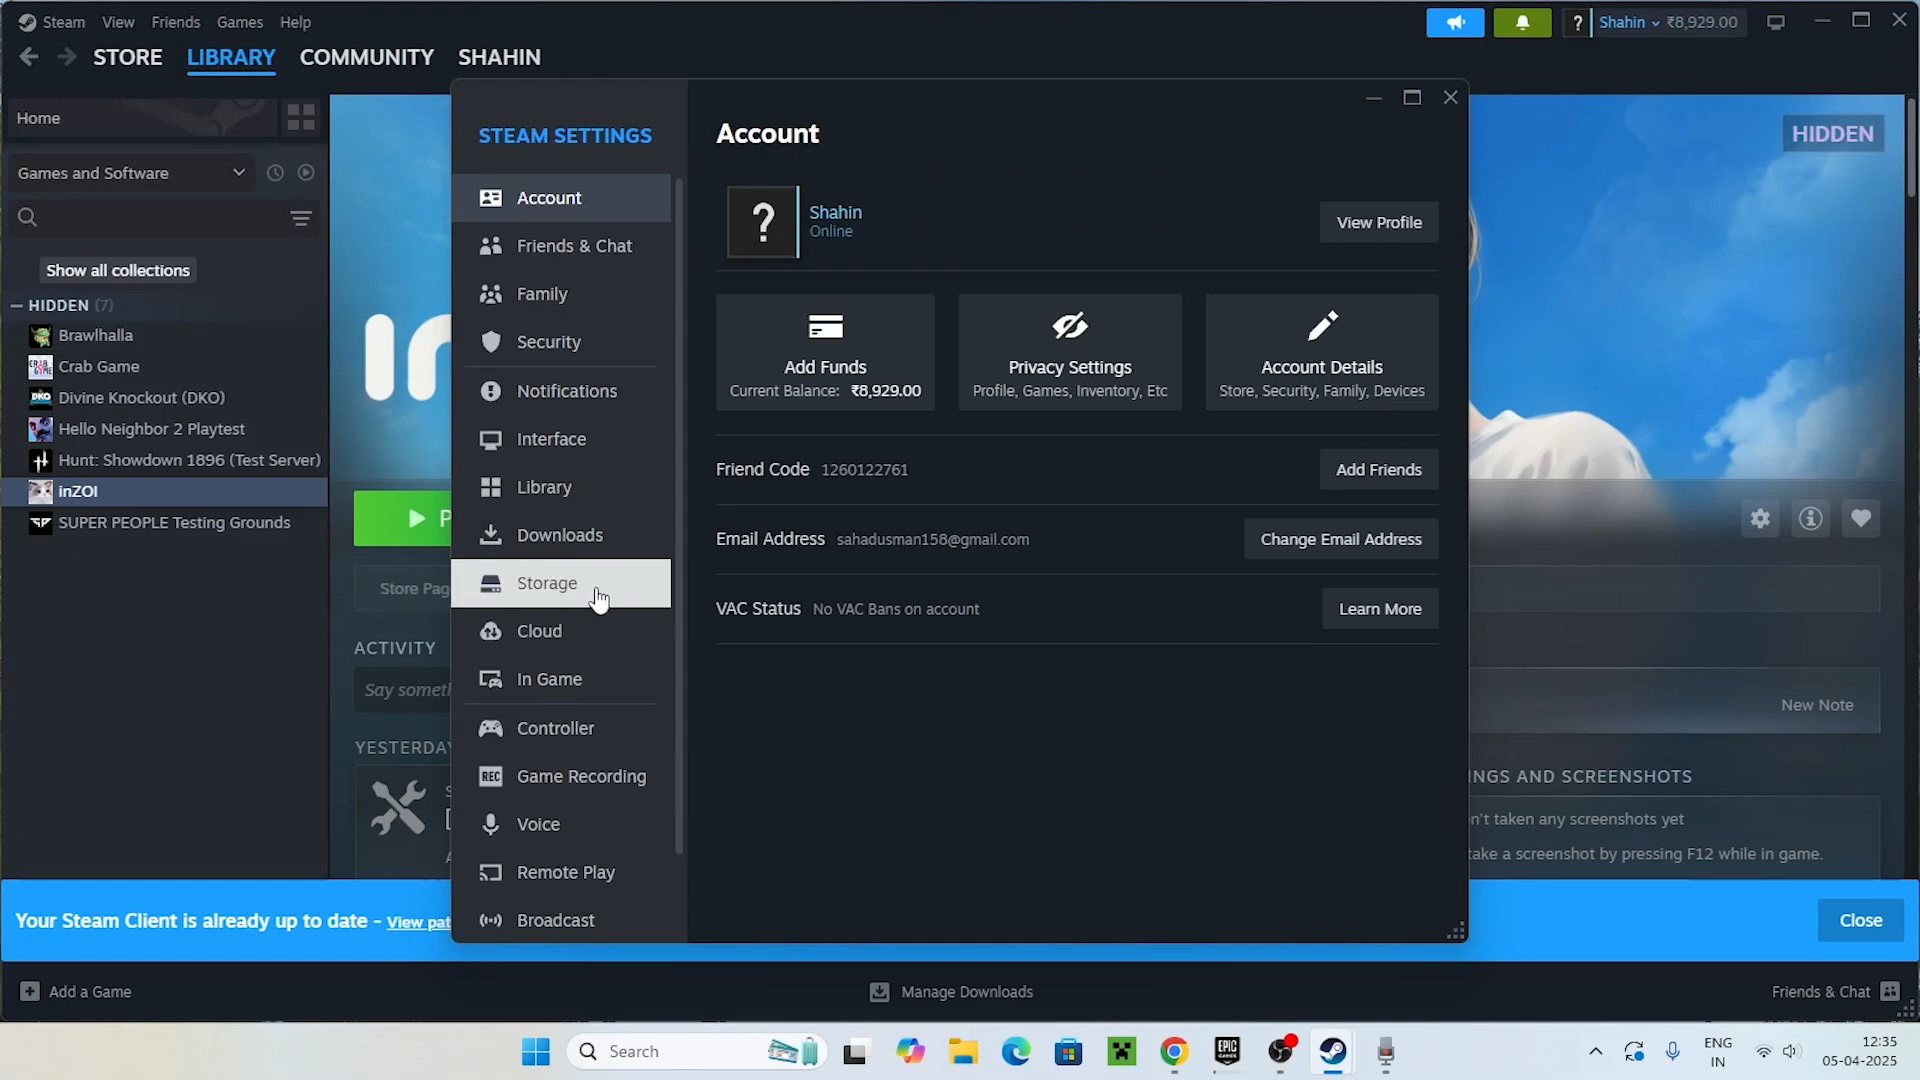 Steam View Friends Games Help
Shahin ₹8,929.00
STORE LIBRARY COMMUNITY SHAHIN
Home
Games and Software
Show all collections
HIDDEN (7)
Brawlhalla
Crab Game
Divine Knockout (DKO)
Hello Neighbor 2 Playtest
Hunt: Showdown 1896 (Test Server)
inZOI
SUPER PEOPLE Testing Grounds
HIDDEN
Store Pag
ACTIVITY
Say someth
YESTERDAY
STEAM SETTINGS
Account
Friends & Chat
Family
Security
Notifications
Interface
Library
Downloads
Storage
Cloud
In Game
Controller
REC Game Recording
Voice
Remote Play
Broadcast
Account
?
Shahin
Online
View Profile
Add Funds
Current Balance: ₹8,929.00
Privacy Settings
Profile, Games, Inventory, Etc
Account Details
Store, Security, Family, Devices
Friend Code 1260122761 Add Friends
Email Address sahadusman158@gmail.com Change Email Address
VAC Status No VAC Bans on account Learn More
New Note
NGS AND SCREENSHOTS
n't taken any screenshots yet
take a screenshot by pressing F12 while in game.
Your Steam Client is already up to date - View pat
Close
Add a Game
Manage Downloads
Friends & Chat
Search
EPIC GAMES
ENG
IN
12:35
05-04-2025